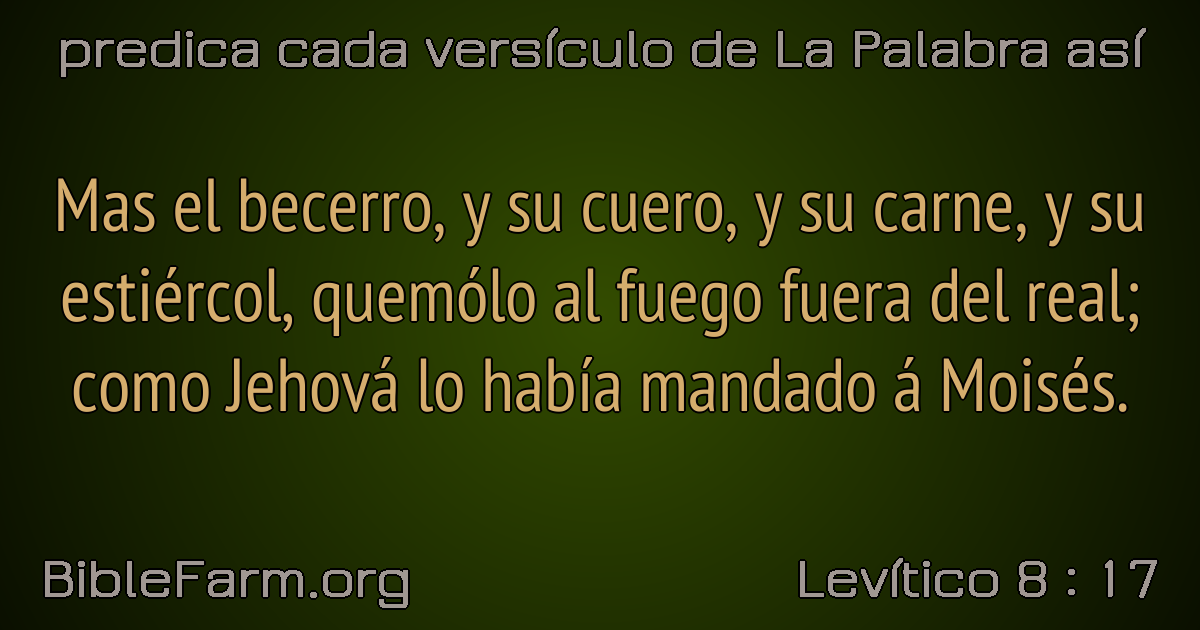 predica cada versículo de La Palabra así
Mas el becerro, y su cuero, y su carne, y su
estiércol, quemólo al fuego fuera del real;
como Jehová lo había mandado á Moisés.
BibleFarm.org
Levítico 8 : 17